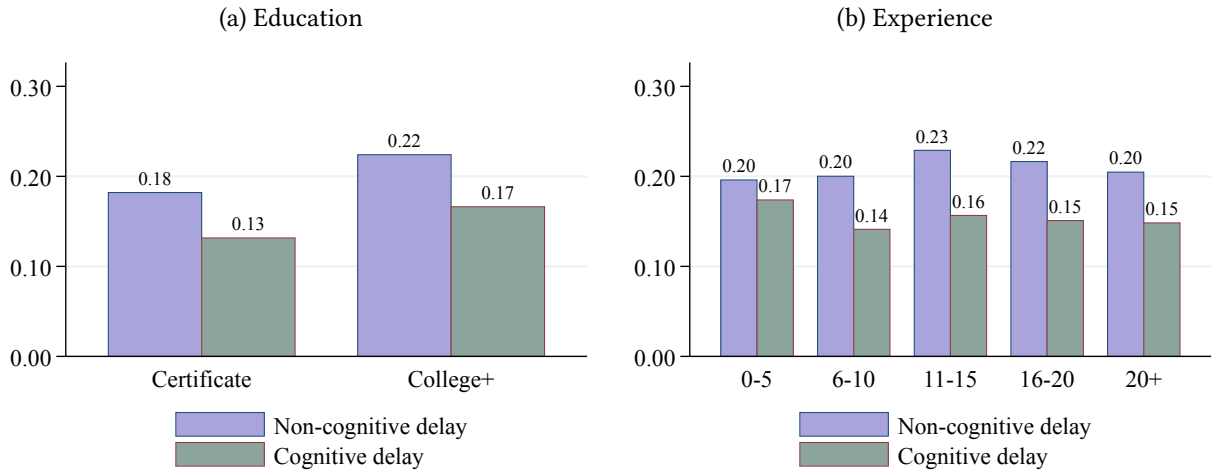 (a) Education
0.30
0.20
0.10
0.00
0.18
0.13
0.22
0.17
Certificate College+
Non-cognitive delay
Cognitive delay
(b) Experience
0.30
0.20
0.10
0.00
0.20
0.17
0.20
0.14
0.23
0.16
0.22
0.15
0.20
0.15
0-5 6-10 11-15 16-20 20+
Non-cognitive delay
Cognitive delay